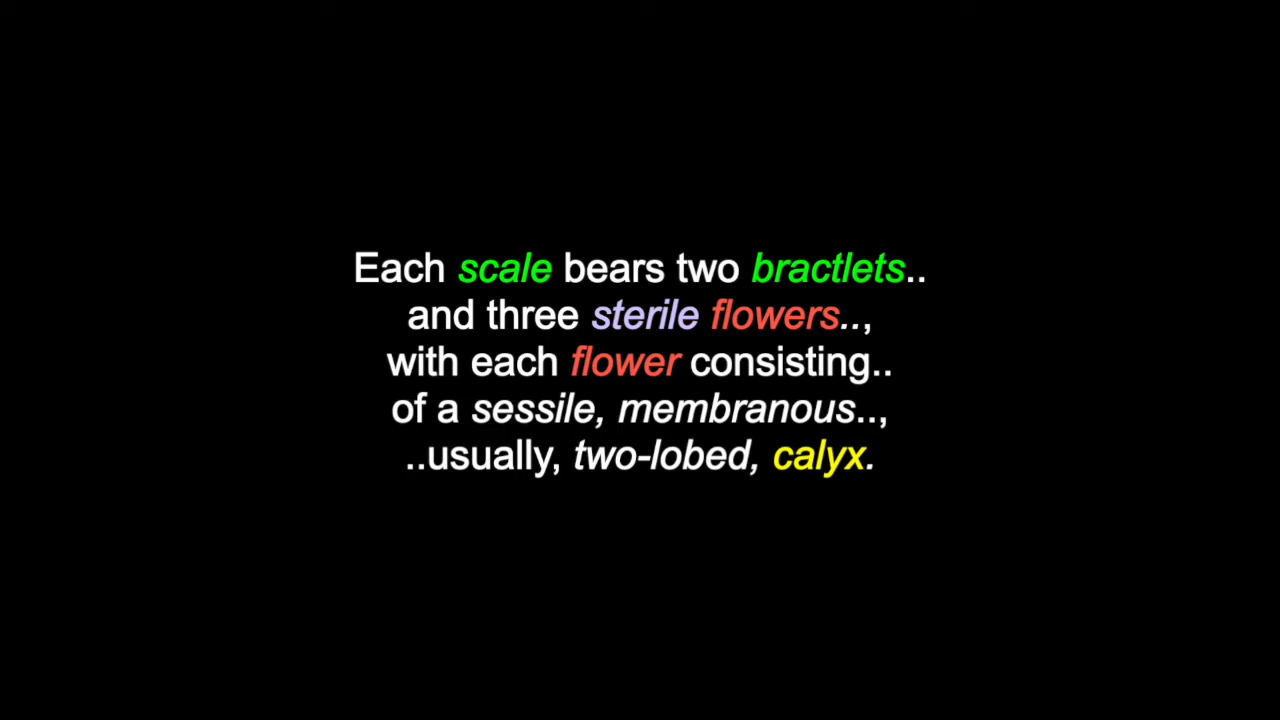 Each scale bears two bractlets..
and three sterile flowers..,
with each flower consisting..
of a sessile, membranous..,
..usually, two-lobed, calyx.